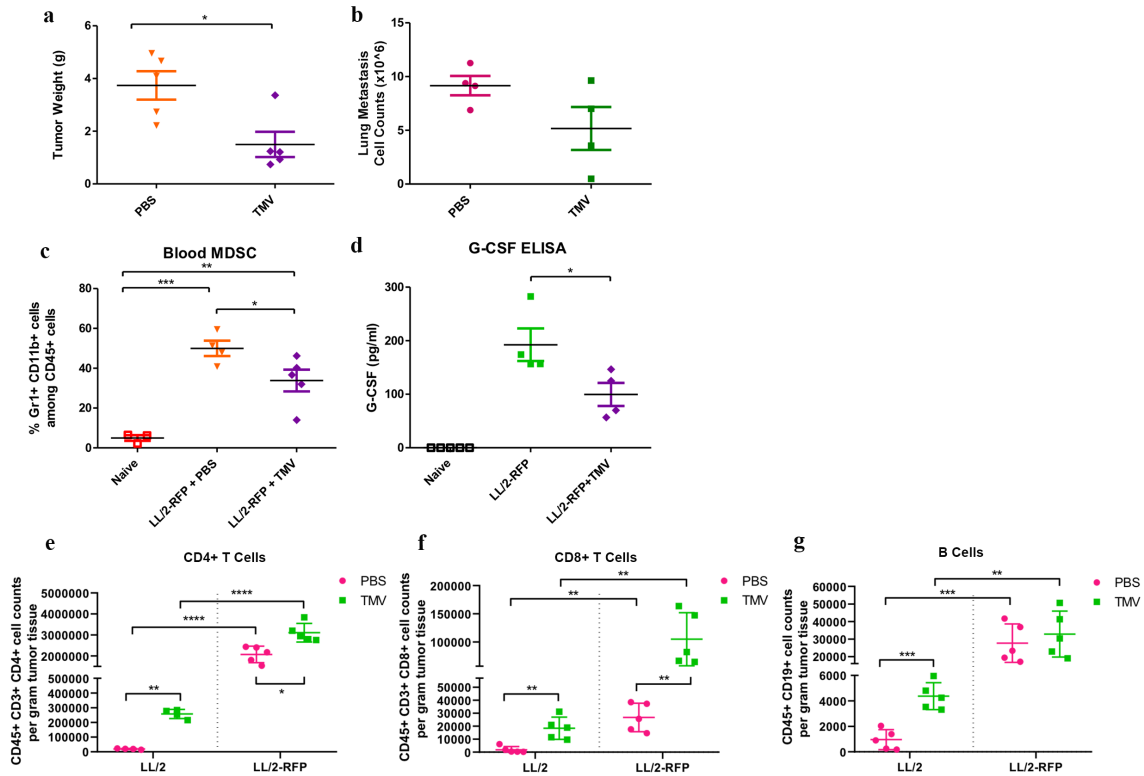 a
*
Tumor Weight (g)
6
4
2
0
PBS
TMV
b
Lung Metastasis
Cell Counts (x10^6)
15
10
5
0
PBS
TMV
c
Blood MDSC
**
***
*
% Gr1+ CD11b+ cells
among CD45+ cells
80
60
40
20
0
Naive
LL/2-RFP + PBS
LL/2-RFP + TMV
d
G-CSF ELISA
*
G-CSF (pg/ml)
300
200
100
0
Naive
LL/2-RFP
LL/2-RFP+TMV
e
CD4+ T Cells
PBS
TMV
****
****
**
*
CD45+ CD3+ CD4+ cell counts
per gram tumor tissue
7000000
6000000
5000000
4000000
3000000
2000000
500000
400000
300000
200000
100000
0
LL/2
LL/2-RFP
f
CD8+ T Cells
PBS
TMV
**
**
**
**
CD45+ CD3+ CD8+ cell counts
per gram tumor tissue
200000
150000
100000
50000
40000
30000
20000
10000
0
LL/2
LL/2-RFP
g
B Cells
PBS
TMV
**
***
***
CD45+ CD19+ cell counts
per gram tumor tissue
60000
50000
40000
30000
20000
6000
4000
2000
0
LL/2
LL/2-RFP